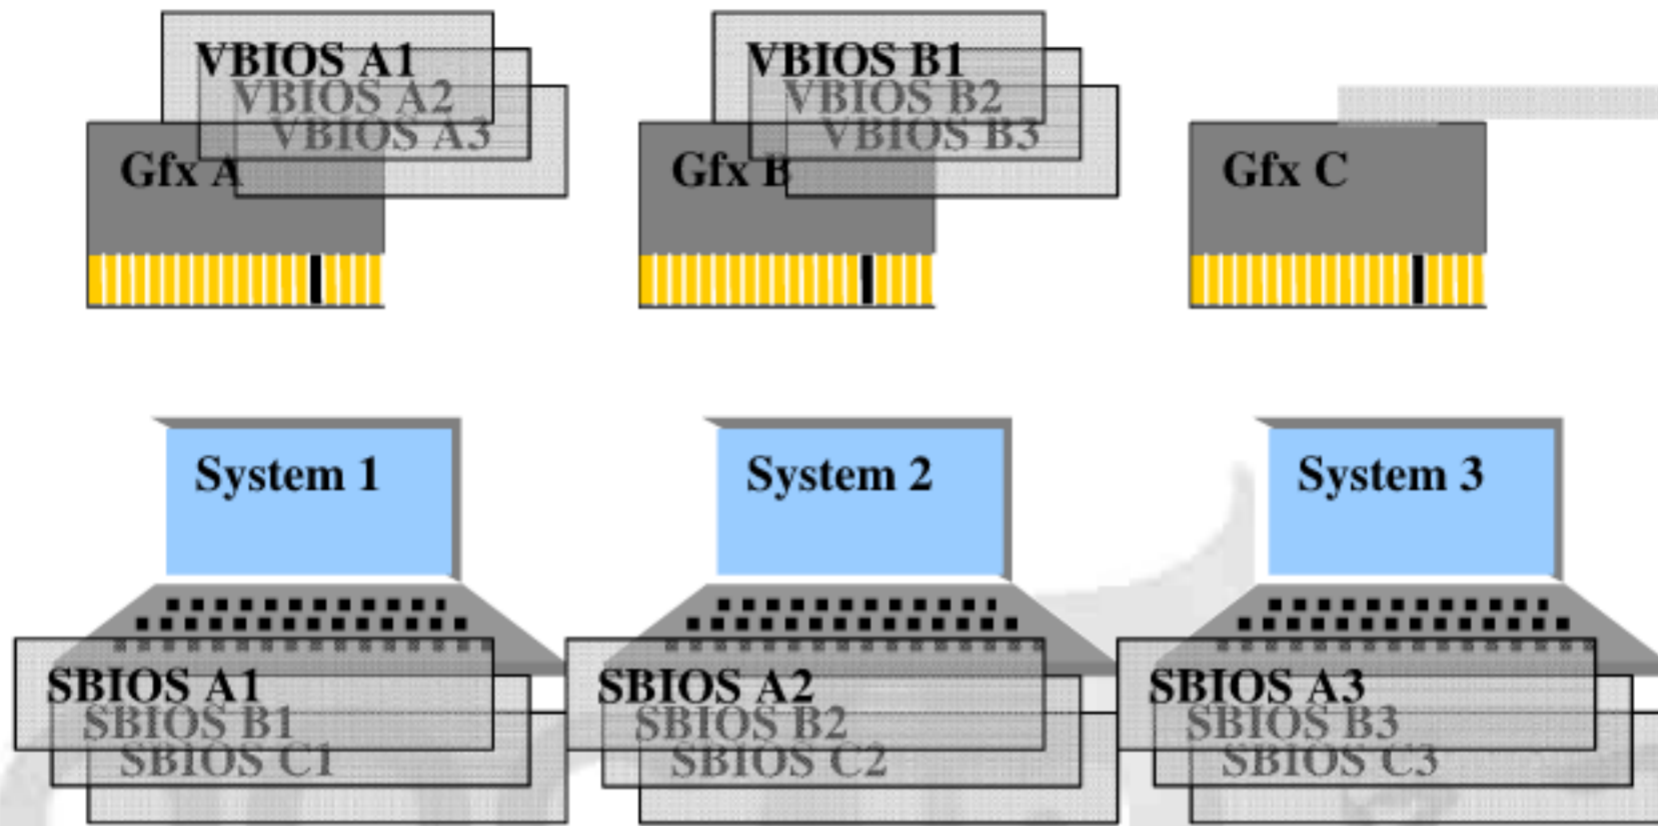 VBIOS A1
VBIOS A2
VBIOS A3
Gfx A
VBIOS B1
VBIOS B2
VBIOS B3
Gfx B
Gfx C
System 1
System 2
System 3
SBIOS A1
SBIOS B1
SBIOS C1
SBIOS A2
SBIOS B2
SBIOS C2
SBIOS A3
SBIOS B3
SBIOS C3